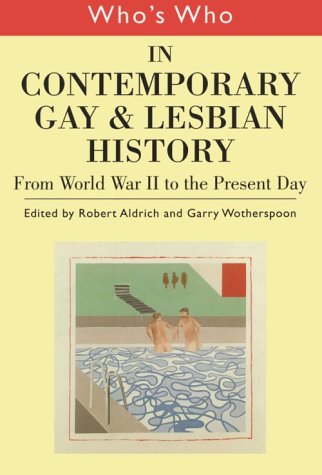 Who's Who
IN
CONTEMPORARY
GAY & LESBIAN
HISTORY
From World War II to the Present Day
Edited by Robert Aldrich and Garry Wotherspoon